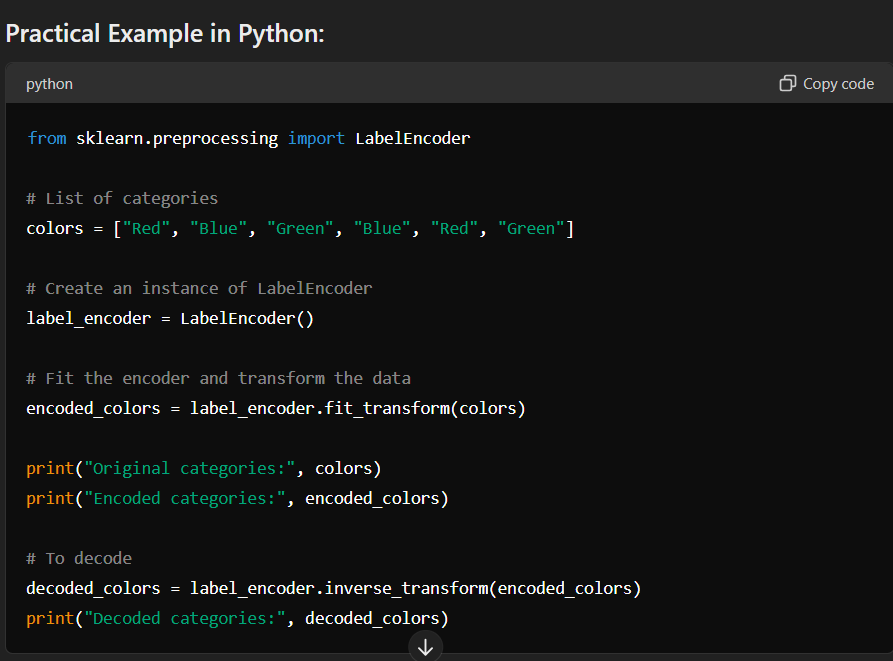 Practical Example in Python:
python
Copy code
from sklearn.preprocessing import LabelEncoder
# List of categories
colors = ["Red", "Blue", "Green", "Blue", "Red", "Green"]
# Create an instance of LabelEncoder
label_encoder = LabelEncoder()
# Fit the encoder and transform the data
encoded_colors = label_encoder.fit_transform(colors)
print("Original categories:", colors)
print("Encoded categories:", encoded_colors)
# To decode
decoded_colors = label_encoder.inverse_transform(encoded_colors)
print("Decoded categories:", decoded_colors)